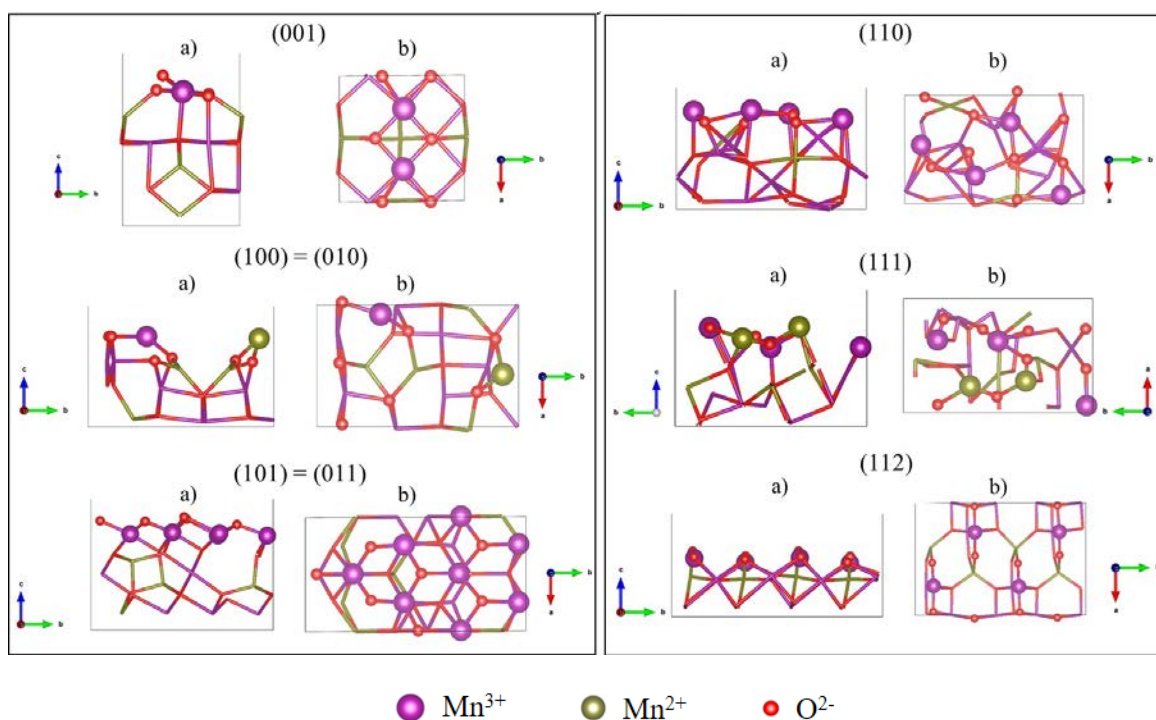 (001)
a)
b)
c
b
b
a
(100) = (010)
a)
b)
c
b
b
a
(101) = (011)
a)
b)
c
b
b
a
(110)
a)
b)
c
b
b
a
(111)
a)
b)
c
b
a
b
(112)
a)
b)
c
b
a
Mn³⁺
Mn²⁺
O²⁻